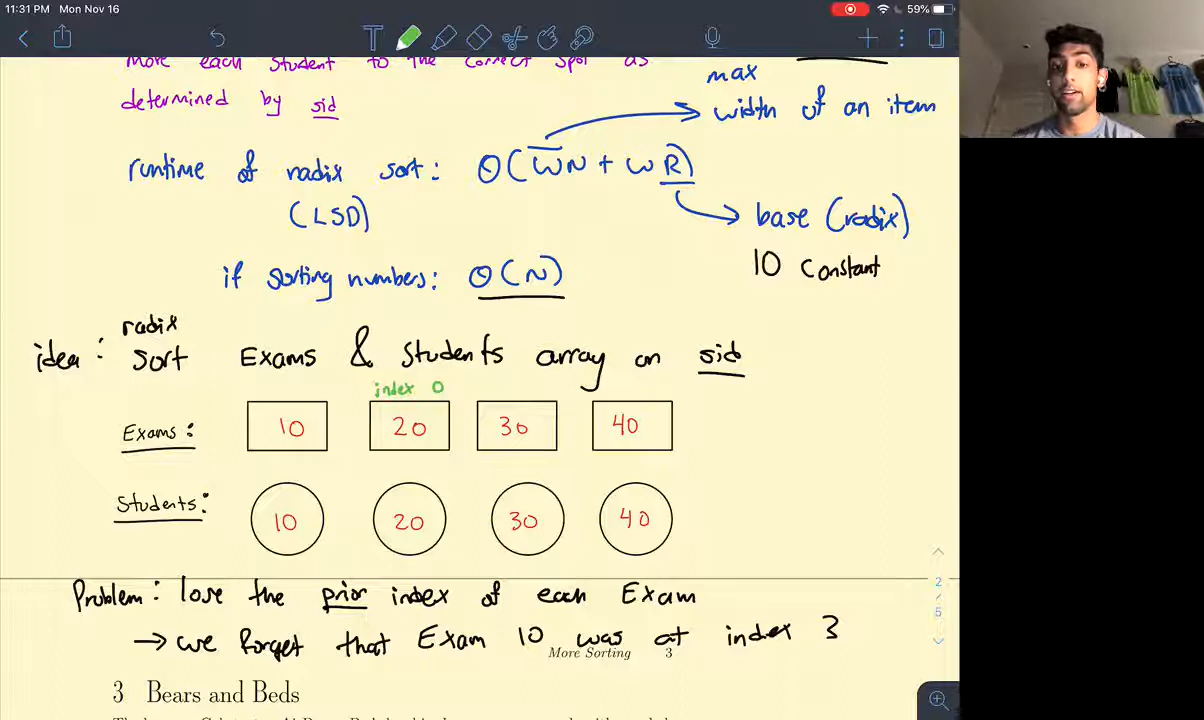 11:31 PM Mon Nov 16
59%
move each student to the correct spot as
determined by sid
max
width of an item
runtime of radix sort: Θ(WN + WR)
(LSD)
base (radix)
10 constant
if sorting numbers: Θ(N)
radix
idea: sort Exams & Students array on sid
index 0
Exams: 10 20 30 40
Students: 10 20 30 40
Problem: lose the prior index of each Exam
→ we forget that Exam 10 was at index 3
More Sorting 3
3 Bears and Beds
2
/
5